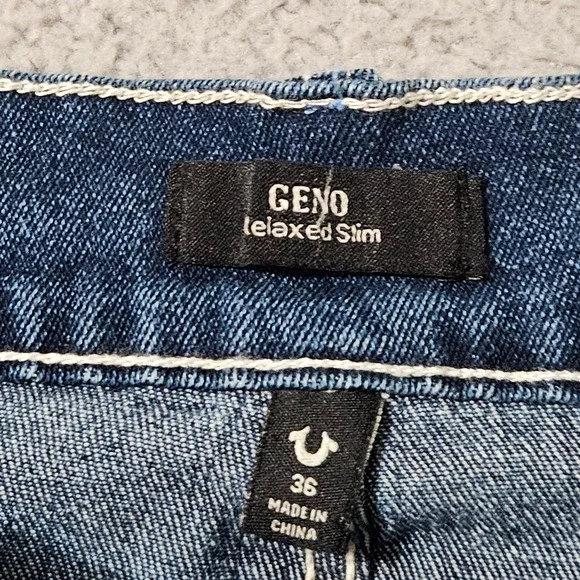 GENO
Relaxed Slim
36
MADE IN
CHINA